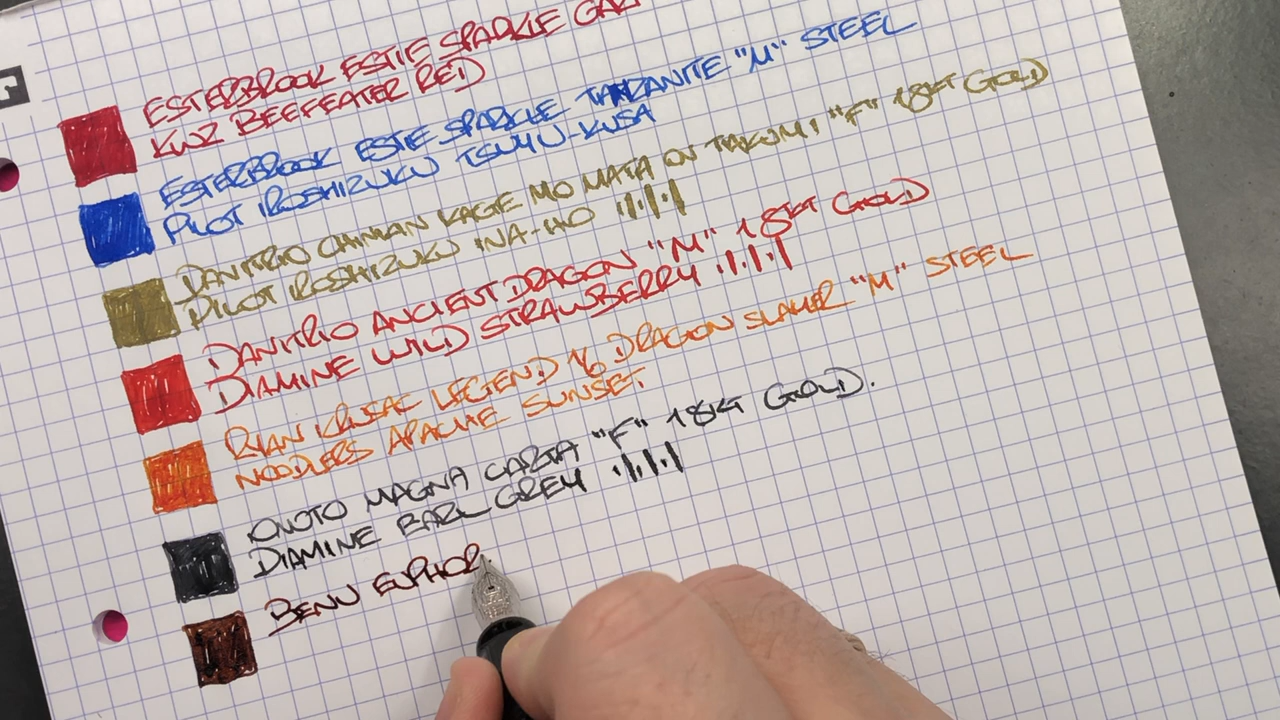 ESTERBROOK ESTIE SPARKLE GAR
KWZ BEEFEATER RED
ESTERBROOK ESTIE SPARKLE TANZANITE "M" STEEL
PILOT IROSHIZUKU TSUYU-KUSA
DANITRIO CHINKIN KAGE MO MATA ON TAKUMI "F" 18KT GOLD
PILOT IROSHIZUKU INA-HO
DANITRIO ANCIENT DRAGON "M" 18KT GOLD
DIAMINE WILD STRAWBERRY
RYAN KRUSAC LEGEND 16 DRAGON SLAYER "M" STEEL
NOODLERS APACHE SUNSET.
ONOTO MAGNA CARTA "F" 18KT GOLD.
DIAMINE EARL GREY
BENU EUPHOR